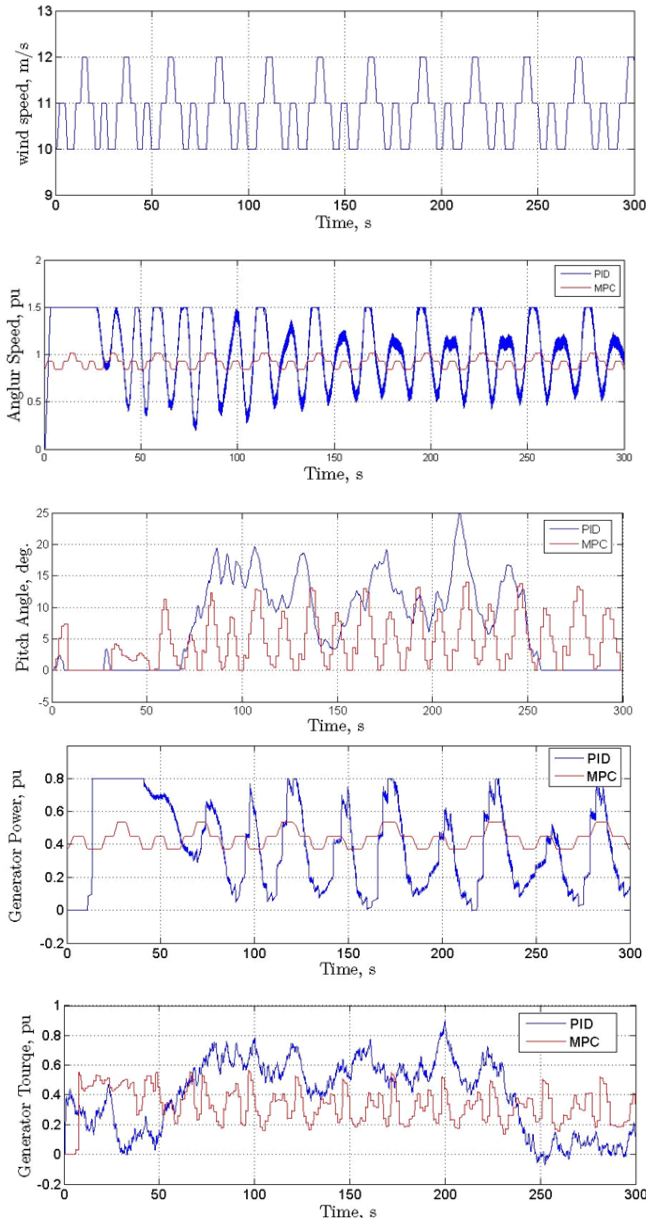 13
12
11
10
9
wind speed, m/s
0 50 100 150 200 250 300
Time, s
2
1.5
1
0.5
0
Anglur Speed, pu
PID
MPC
0 50 100 150 200 250 300
Time, s
25
20
15
10
5
0
-5
Pitch Angle, deg.
PID
MPC
0 50 100 150 200 250 300
Time, s
0.8
0.6
0.4
0.2
0
-0.2
Generator Power, pu
PID
MPC
0 50 100 150 200 250 300
Time, s
1
0.8
0.6
0.4
0.2
0
-0.2
Generator Tourqe, pu
PID
MPC
0 50 100 150 200 250 300
Time, s